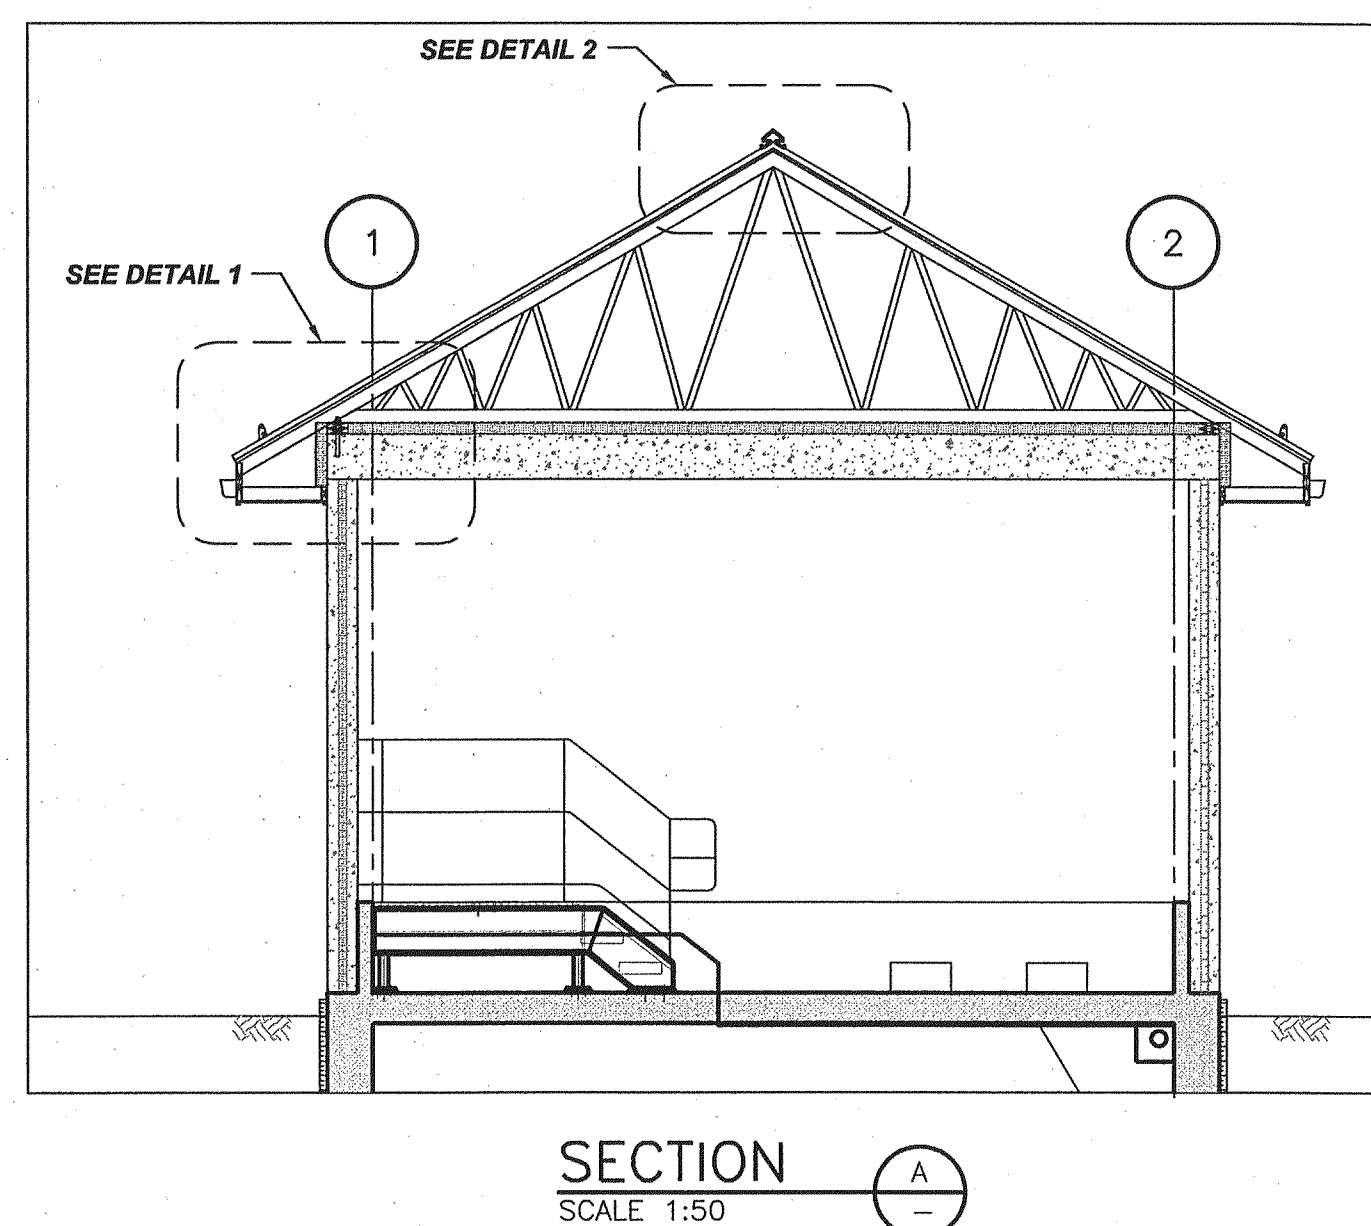 SEE DETAIL 2
1
2
SEE DETAIL 1
SECTION
A
SCALE 1:50
–